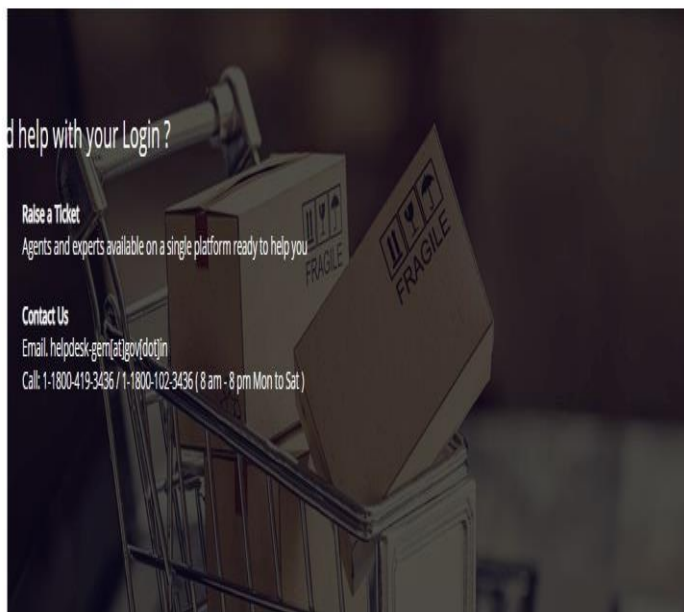 d help with your Login ?
Raise a Ticket
Agents and experts available on a single platform ready to help you
Contact Us
Email. helpdesk-gem[at]gov[dot]in
Call: 1-1800-419-3436 / 1-1800-102-3436 ( 8 am - 8 pm Mon to Sat )
FRAGILE
FRAGILE